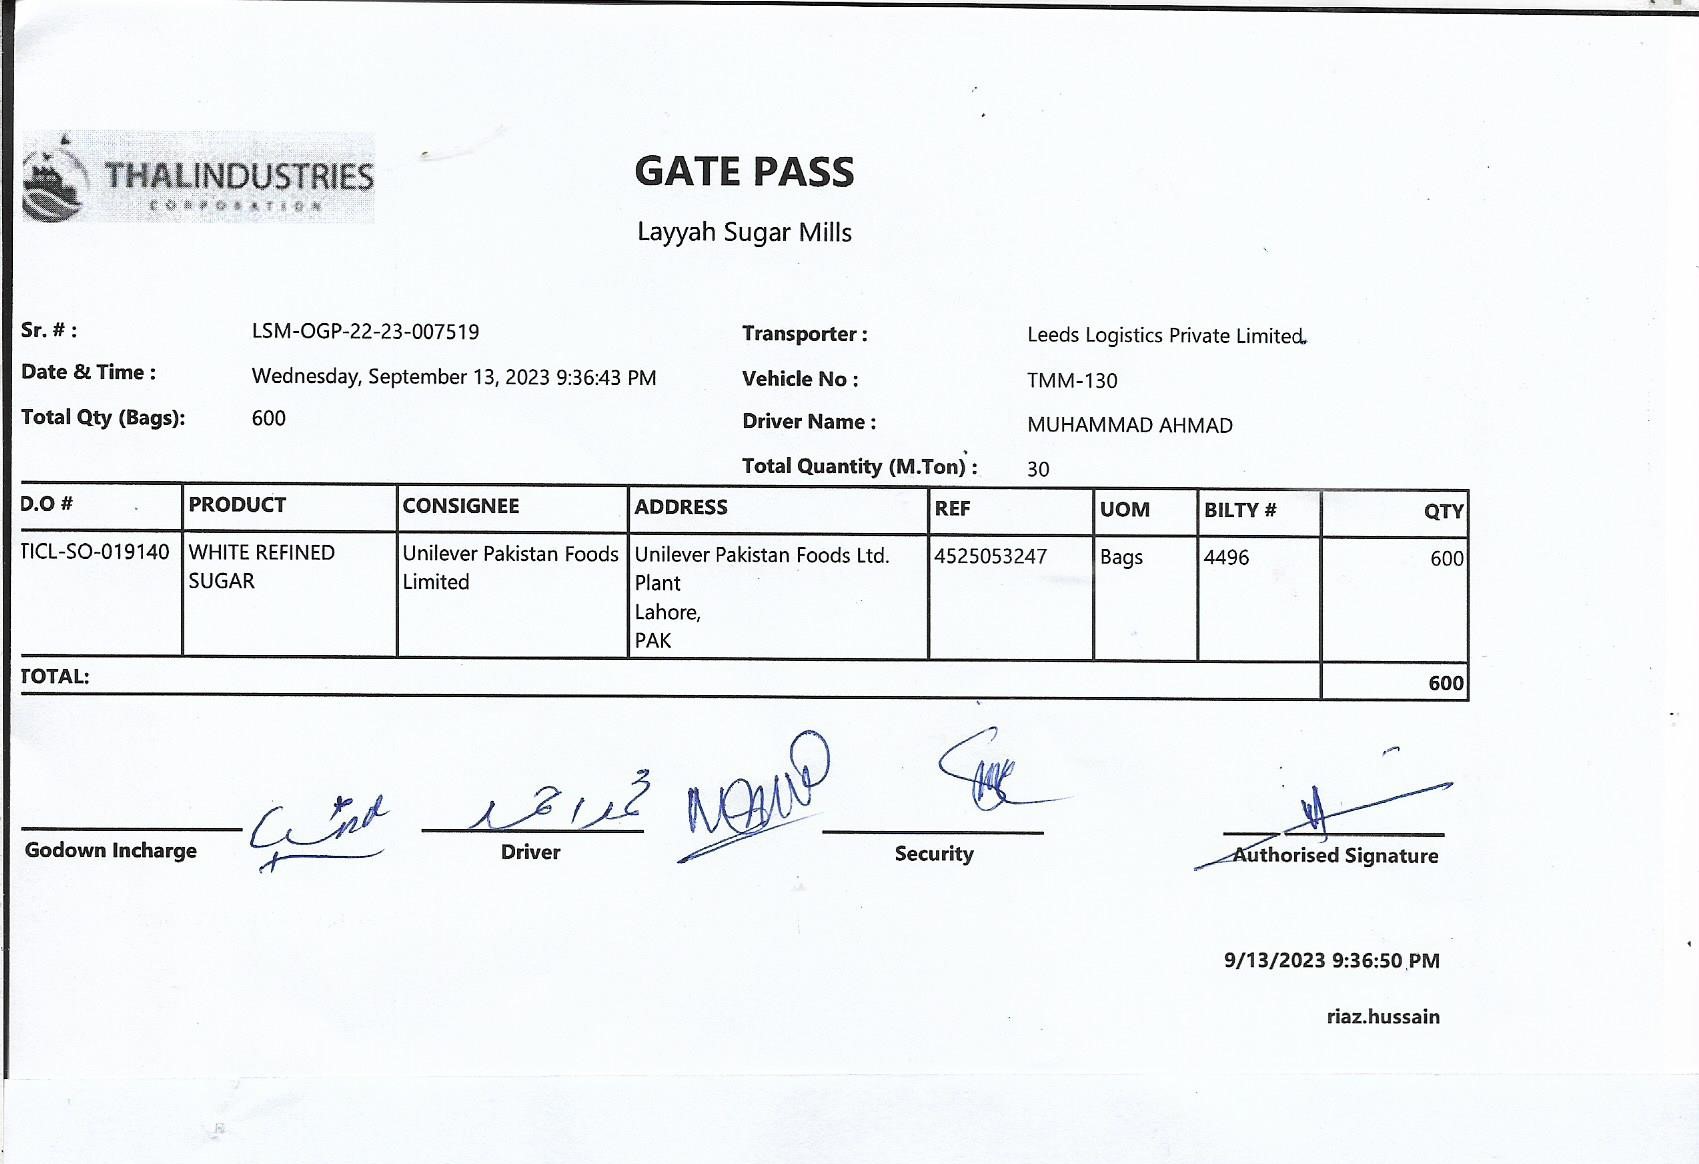 THALINDUSTRIES
CORPORATION
GATE PASS
Layyah Sugar Mills
Sr. # : LSM-OGP-22-23-007519
Transporter : Leeds Logistics Private Limited.
Date & Time : Wednesday, September 13, 2023 9:36:43 PM
Vehicle No : TMM-130
Total Qty (Bags): 600
Driver Name : MUHAMMAD AHMAD
Total Quantity (M.Ton) : 30
D.O # PRODUCT CONSIGNEE ADDRESS REF UOM BILTY # QTY
TICL-SO-019140 WHITE REFINED Unilever Pakistan Foods Unilever Pakistan Foods Ltd. 4525053247 Bags 4496 600
SUGAR Limited Plant
Lahore,
PAK
TOTAL: 600
محمد احمد
Godown Incharge Driver Security Authorised Signature
9/13/2023 9:36:50 PM
riaz.hussain